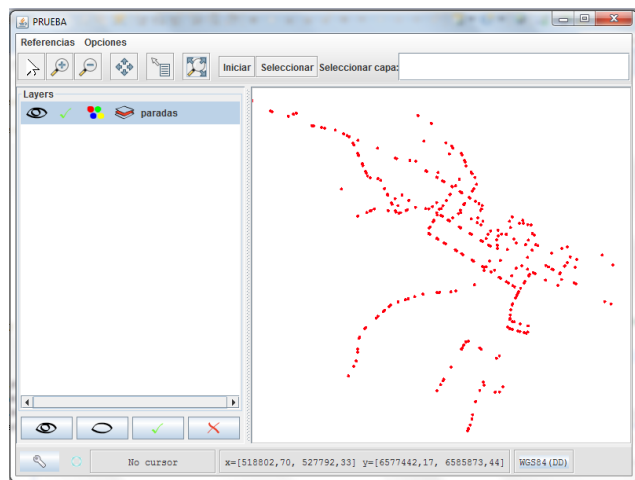 PRUEBA
Referencias Opciones
Iniciar Seleccionar Seleccionar capa:
Layers
paradas
No cursor x=[518802,70, 527792,33] y=[6577442,17, 6585873,44] WGS84(DD)